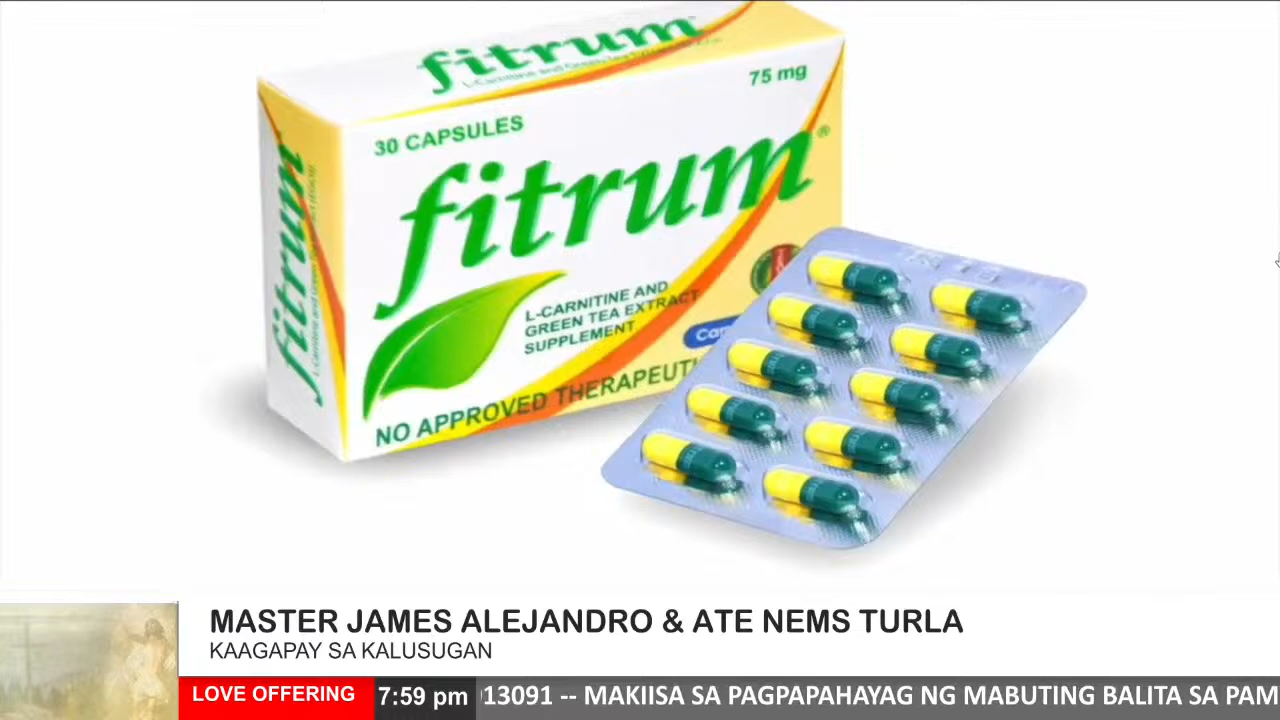 fitrum
75 mg
30 CAPSULES
fitrum®
fitrum
L-CARNITINE AND
GREEN TEA EXTRACT
SUPPLEMENT
NO APPROVED
MASTER JAMES ALEJANDRO & ATE NEMS TURLA
KAAGAPAY SA KALUSUGAN
LOVE OFFERING 7:59 pm 13091 -- MAKIISA SA PAGPAPAHAYAG NG MABUTING BALITA SA PAM